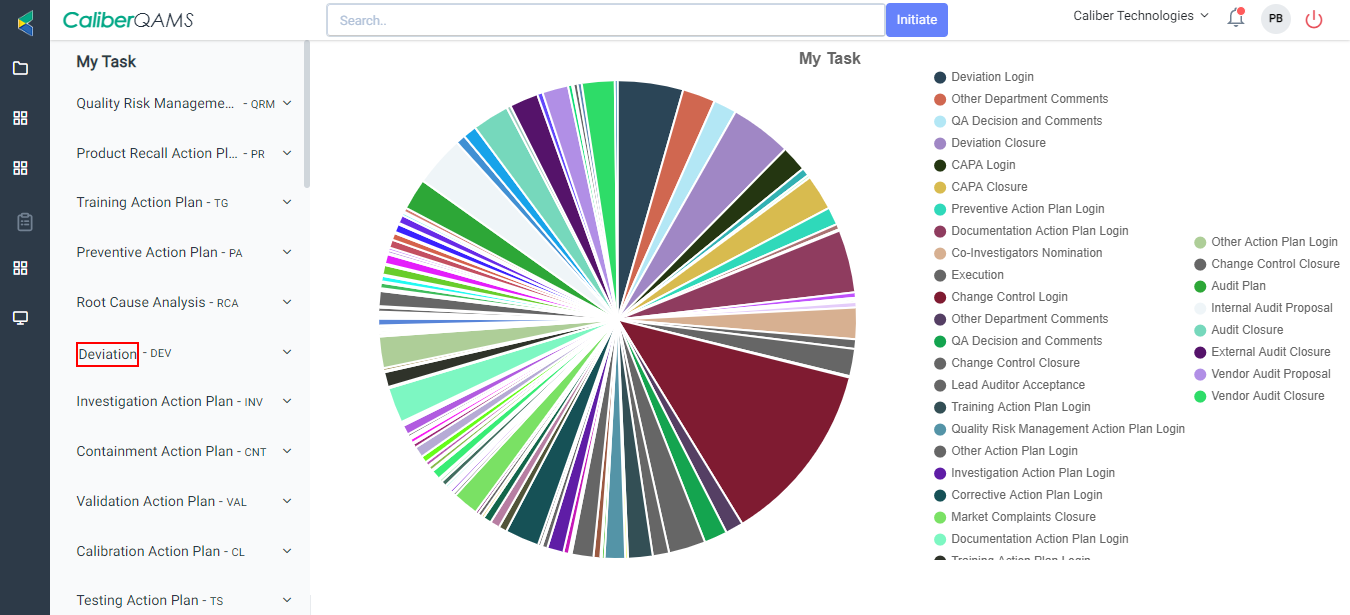 CaliberQAMS
Search..
Initiate
Caliber Technologies
PB
My Task
Quality Risk Manageme... - QRM
Product Recall Action Pl... - PR
Training Action Plan - TG
Preventive Action Plan - PA
Root Cause Analysis - RCA
Deviation - DEV
Investigation Action Plan - INV
Containment Action Plan - CNT
Validation Action Plan - VAL
Calibration Action Plan - CL
Testing Action Plan - TS
My Task
Deviation Login
Other Department Comments
QA Decision and Comments
Deviation Closure
CAPA Login
CAPA Closure
Preventive Action Plan Login
Documentation Action Plan Login
Co-Investigators Nomination
Execution
Change Control Login
Other Department Comments
QA Decision and Comments
Change Control Closure
Lead Auditor Acceptance
Training Action Plan Login
Quality Risk Management Action Plan Login
Other Action Plan Login
Investigation Action Plan Login
Corrective Action Plan Login
Market Complaints Closure
Documentation Action Plan Login
Training Action Plan Login
Other Action Plan Login
Change Control Closure
Audit Plan
Internal Audit Proposal
Audit Closure
External Audit Closure
Vendor Audit Proposal
Vendor Audit Closure